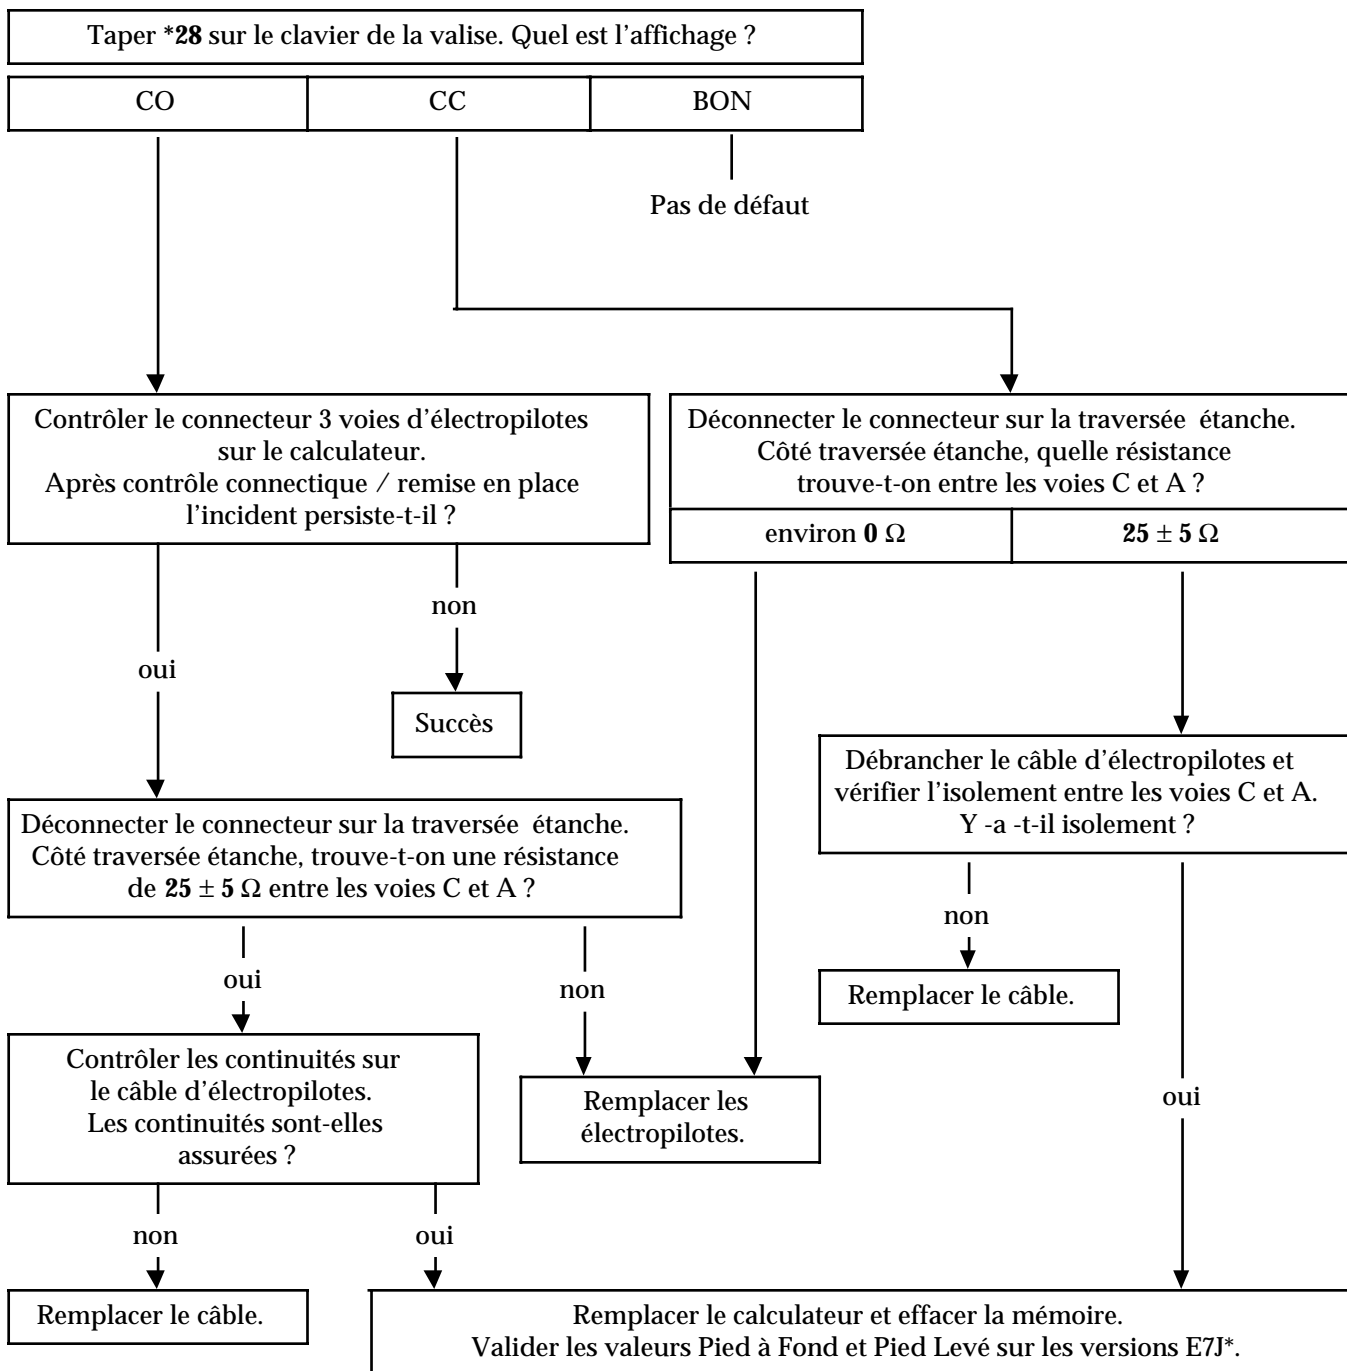 Taper *28 sur le clavier de la valise. Quel est l'affichage ?
CO
CC
BON
Pas de défaut
Contrôler le connecteur 3 voies d'électropilotes
sur le calculateur.
Après contrôle connectique / remise en place
l'incident persiste-t-il ?
Déconnecter le connecteur sur la traversée étanche.
Côté traversée étanche, quelle résistance
trouve-t-on entre les voies C et A ?
environ 0 Ω
25 ± 5 Ω
non
oui
Succès
Débrancher le câble d'électropilotes et
vérifier l'isolement entre les voies C et A.
Y -a -t-il isolement ?
Déconnecter le connecteur sur la traversée étanche.
Côté traversée étanche, trouve-t-on une résistance
de 25 ± 5 Ω entre les voies C et A ?
non
oui
non
Remplacer le câble.
Contrôler les continuités sur
le câble d'électropilotes.
Les continuités sont-elles
assurées ?
Remplacer les
électropilotes.
oui
non
oui
Remplacer le câble.
Remplacer le calculateur et effacer la mémoire.
Valider les valeurs Pied à Fond et Pied Levé sur les versions E7J*.